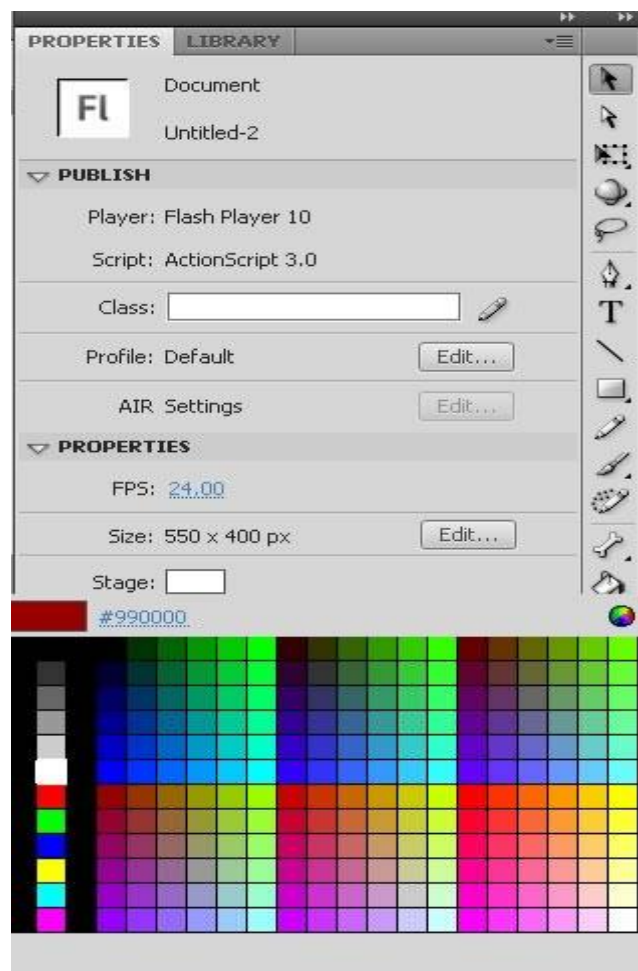 PROPERTIES LIBRARY
Fl
Document
Untitled-2
PUBLISH
Player: Flash Player 10
Script: ActionScript 3.0
Class:
Profile: Default Edit...
AIR Settings Edit...
PROPERTIES
FPS: 24.00
Size: 550 x 400 px Edit...
Stage:
#990000
T